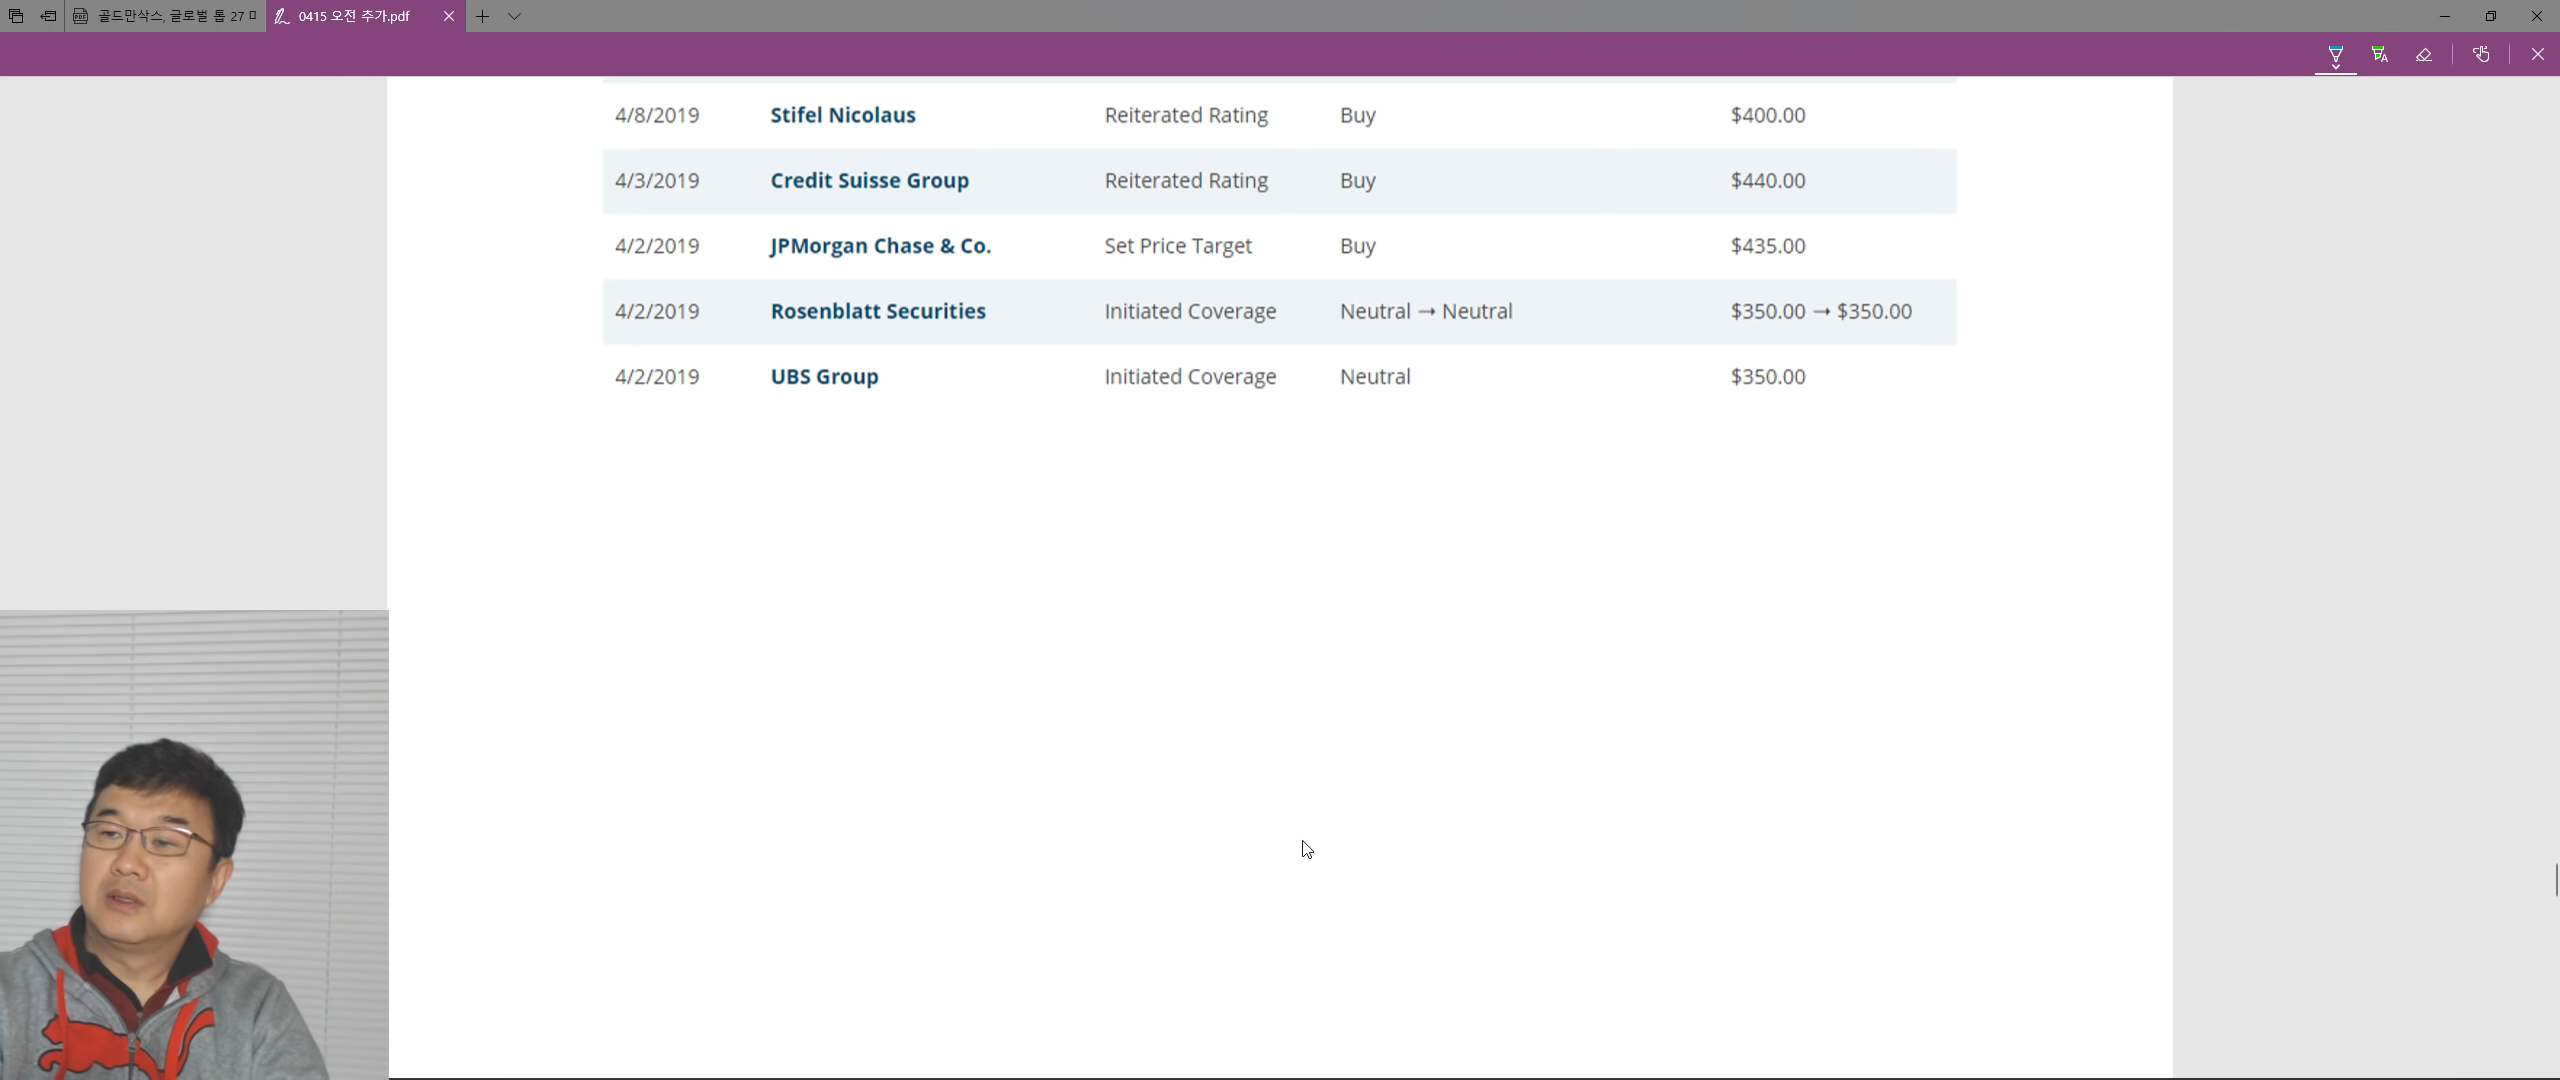 골드만삭스, 글로벌 톱 27 ㅁ
0415 오전 추가.pdf
4/8/2019 Stifel Nicolaus Reiterated Rating Buy $400.00
4/3/2019 Credit Suisse Group Reiterated Rating Buy $440.00
4/2/2019 JPMorgan Chase & Co. Set Price Target Buy $435.00
4/2/2019 Rosenblatt Securities Initiated Coverage Neutral → Neutral $350.00 → $350.00
4/2/2019 UBS Group Initiated Coverage Neutral $350.00